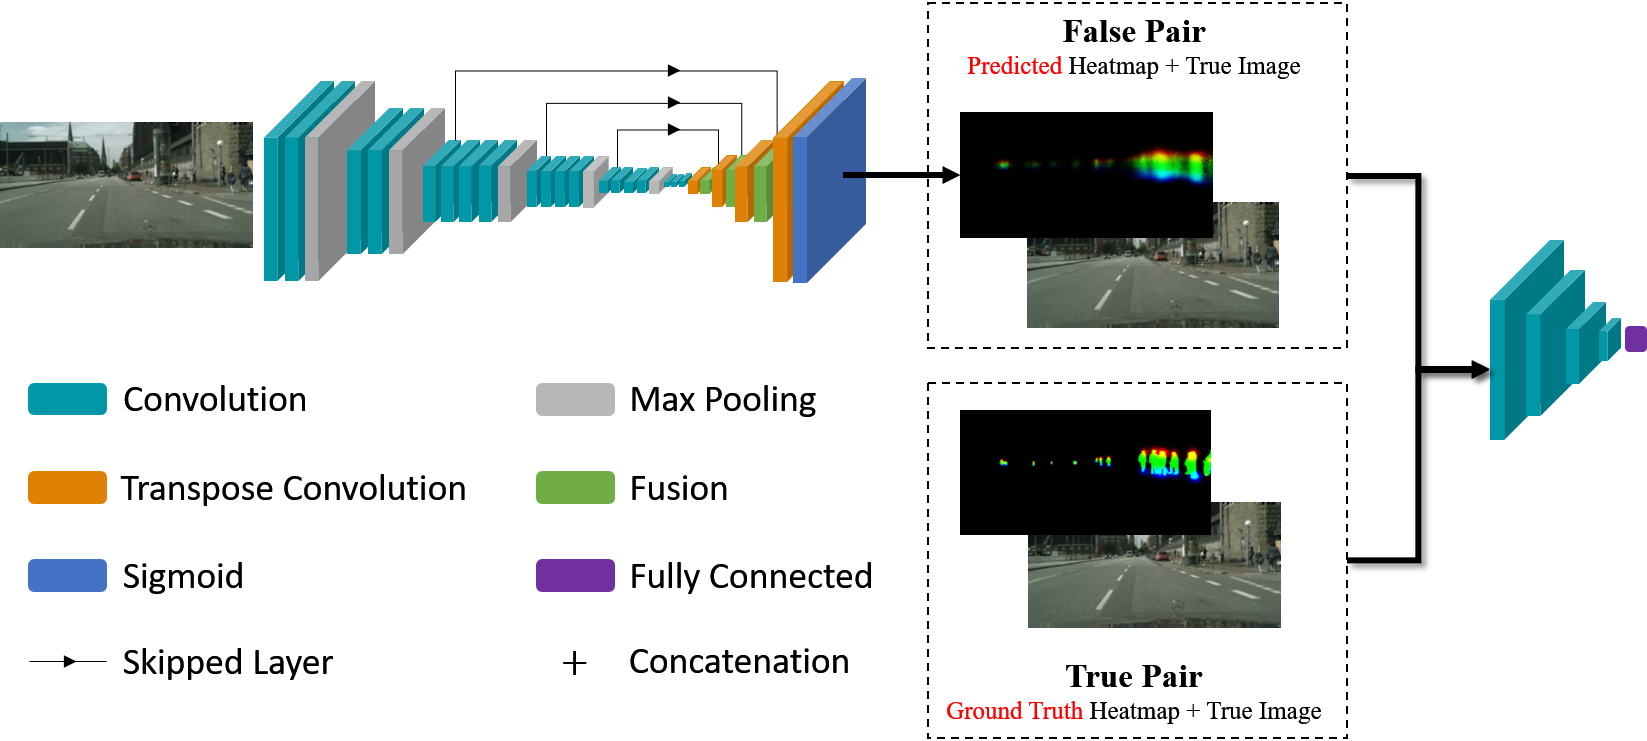 False Pair
Predicted Heatmap + True Image
Convolution
Max Pooling
Transpose Convolution
Fusion
Sigmoid
Fully Connected
Skipped Layer
+ Concatenation
True Pair
Ground Truth Heatmap + True Image